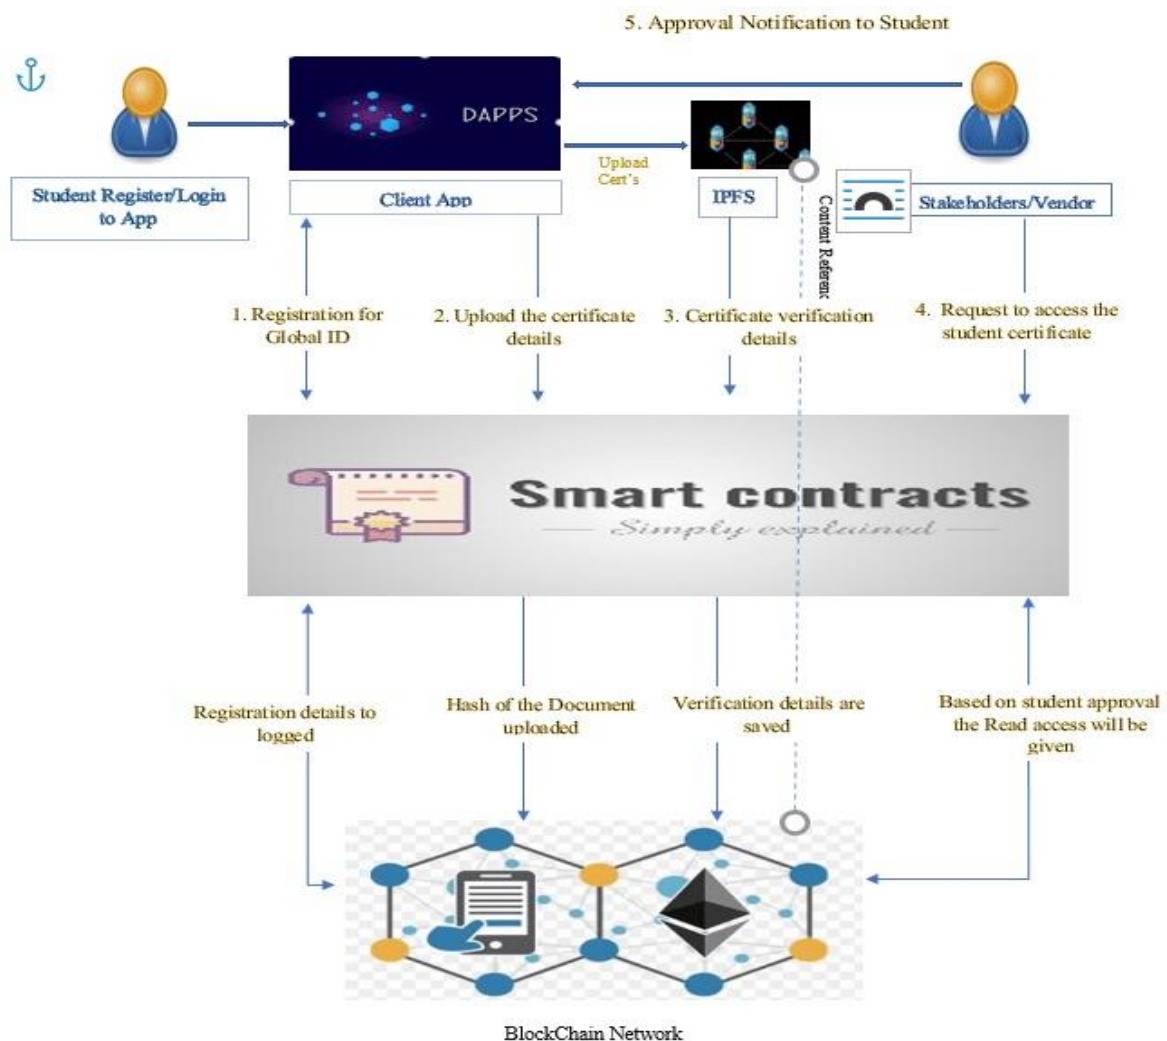 5. Approval Notification to Student
DAPPS
Upload
Cert's
Student Register/Login
to App
Client App
IPFS
Content Referenc
Stakeholders/Vendor
1. Registration for
Global ID
2. Upload the certificate
details
3. Certificate verification
details
4. Request to access the
student certificate
Smart contracts
Simply explained
Registration details to
logged
Hash of the Document
uploaded
Verification details are
saved
Based on student approval
the Read access will be
given
BlockChain Network